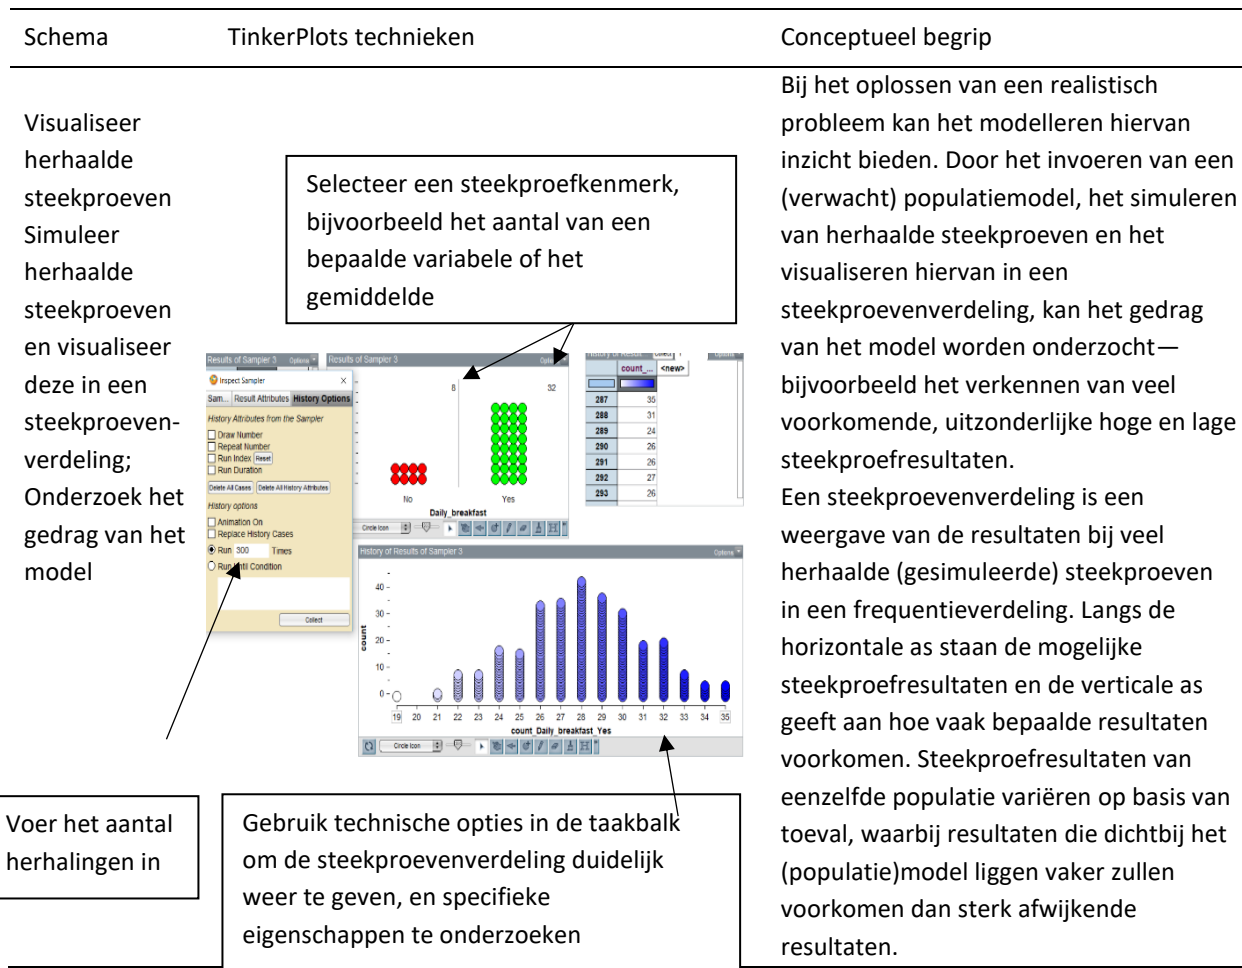 Schema
TinkerPlots technieken
Conceptueel begrip
Visualiseer
herhaalde
steekproeven
Simuleer
herhaalde
steekproeven
en visualiseer
deze in een
steekproeven-
verdeling;
Onderzoek het
gedrag van het
model
Selecteer een steekproefkenmerk,
bijvoorbeeld het aantal van een
bepaalde variabele of het
gemiddelde
Results of Sampler 3
Options
Inspect Sampler
Sam... Result Attributes History Options
History Attributes from the Sampler
Draw Number
Repeat Number
Run Index Reset
Run Duration
Delete All Cases Delete All History Attributes
History options
Animation On
Replace History Cases
Run 300 Times
Run Until Condition
Collect
Results of Sampler 3
8 32
No Yes
Daily_breakfast
Circle Icon
History of Result
Options
count_... <new>
287 35
288 31
289 24
290 26
291 26
292 27
293 26
History of Results of Sampler 3 Options
40
30
20
10
0
count
19 20 21 22 23 24 25 26 27 28 29 30 31 32 33 34 35
count_Daily_breakfast_Yes
Circle Icon
Voer het aantal
herhalingen in
Gebruik technische opties in de taakbalk
om de steekproevenverdeling duidelijk
weer te geven, en specifieke
eigenschappen te onderzoeken
Bij het oplossen van een realistisch
probleem kan het modelleren hiervan
inzicht bieden. Door het invoeren van een
(verwacht) populatiemodel, het simuleren
van herhaalde steekproeven en het
visualiseren hiervan in een
steekproevenverdeling, kan het gedrag
van het model worden onderzocht—
bijvoorbeeld het verkennen van veel
voorkomende, uitzonderlijke hoge en lage
steekproefresultaten.
Een steekproevenverdeling is een
weergave van de resultaten bij veel
herhaalde (gesimuleerde) steekproeven
in een frequentieverdeling. Langs de
horizontale as staan de mogelijke
steekproefresultaten en de verticale as
geeft aan hoe vaak bepaalde resultaten
voorkomen. Steekproefresultaten van
eenzelfde populatie variëren op basis van
toeval, waarbij resultaten die dichtbij het
(populatie)model liggen vaker zullen
voorkomen dan sterk afwijkende
resultaten.